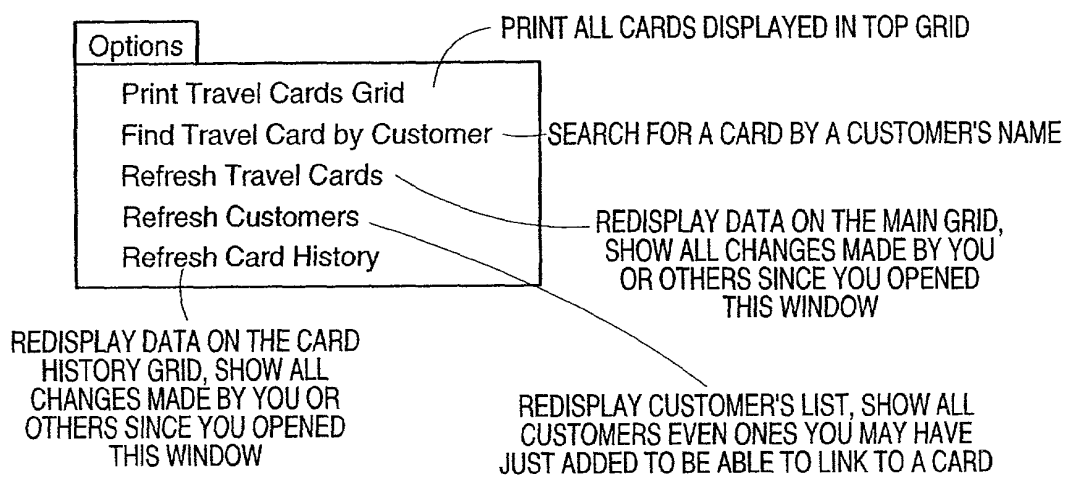 Options
PRINT ALL CARDS DISPLAYED IN TOP GRID
Print Travel Cards Grid
Find Travel Card by Customer
SEARCH FOR A CARD BY A CUSTOMER'S NAME
Refresh Travel Cards
Refresh Customers
Refresh Card History
REDISPLAY DATA ON THE MAIN GRID,
SHOW ALL CHANGES MADE BY YOU
OR OTHERS SINCE YOU OPENED
THIS WINDOW
REDISPLAY DATA ON THE CARD
HISTORY GRID, SHOW ALL
CHANGES MADE BY YOU OR
OTHERS SINCE YOU OPENED
THIS WINDOW
REDISPLAY CUSTOMER'S LIST, SHOW ALL
CUSTOMERS EVEN ONES YOU MAY HAVE
JUST ADDED TO BE ABLE TO LINK TO A CARD